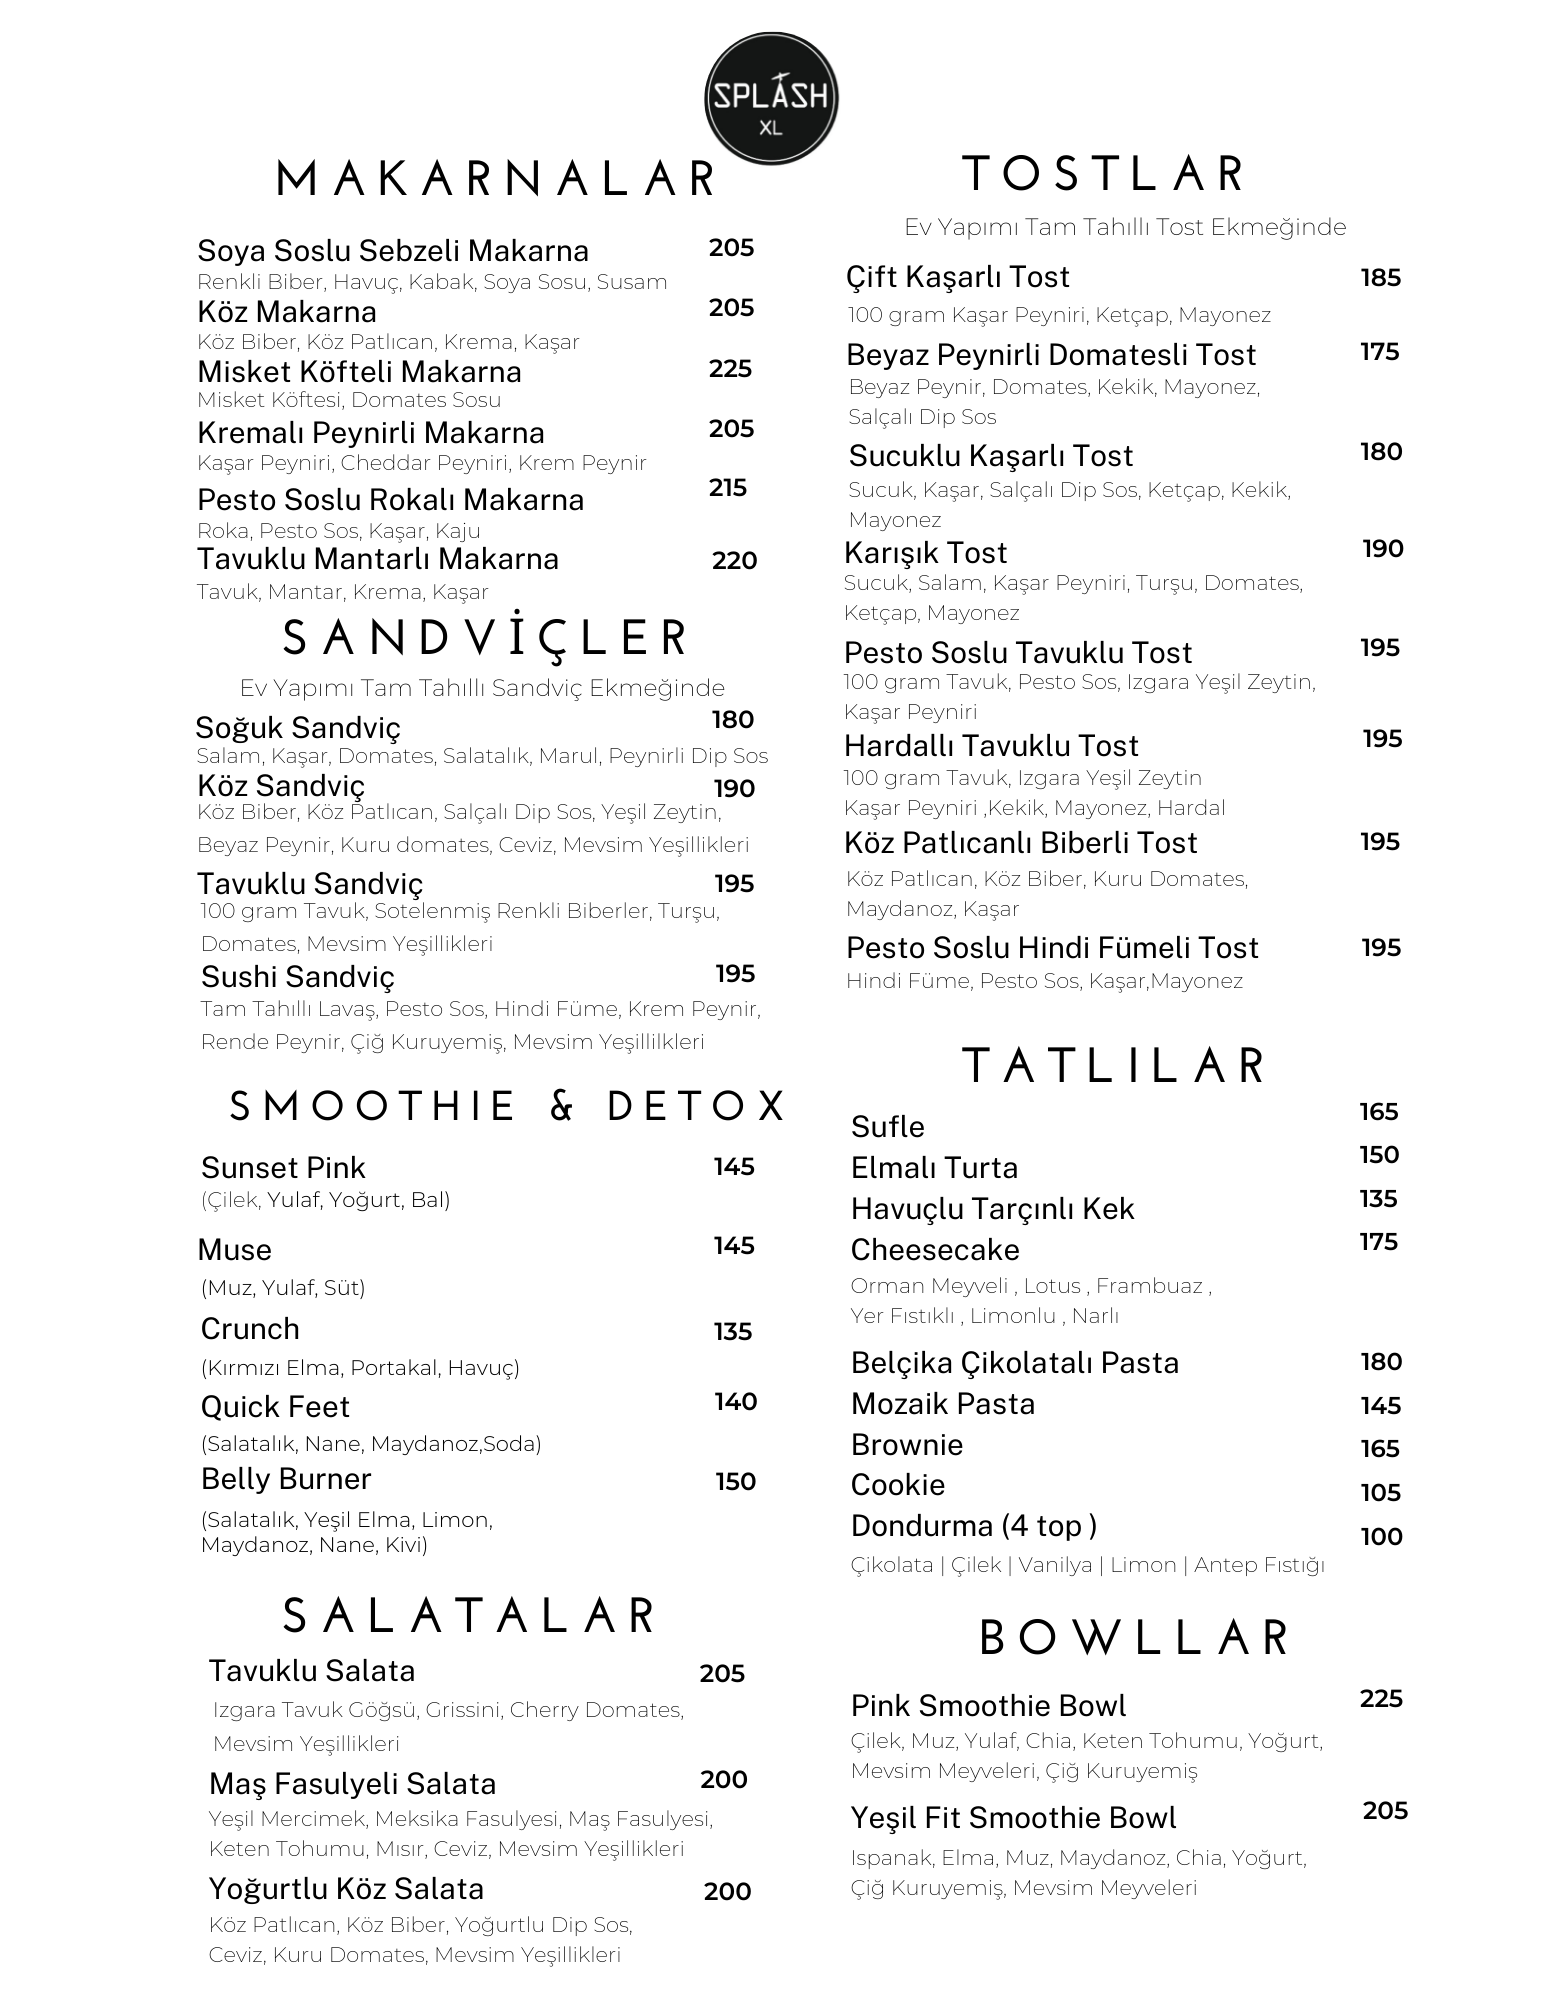 SPLASH
XL
MAKARNALAR
Soya Soslu Sebzeli Makarna 205
Renkli Biber, Havuç, Kabak, Soya Sosu, Susam
Köz Makarna 205
Köz Biber, Köz Patlıcan, Krema, Kaşar
Misket Köfteli Makarna 225
Misket Köftesi, Domates Sosu
Kremalı Peynirli Makarna 205
Kaşar Peyniri, Cheddar Peyniri, Krem Peynir
Pesto Soslu Rokalı Makarna 215
Roka, Pesto Sos, Kaşar, Kaju
Tavuklu Mantarlı Makarna 220
Tavuk, Mantar, Krema, Kaşar
SANDVİÇLER
Ev Yapımı Tam Tahıllı Sandviç Ekmeğinde
Soğuk Sandviç 180
Salam, Kaşar, Domates, Salatalık, Marul, Peynirli Dip Sos
Köz Sandviç 190
Köz Biber, Köz Patlıcan, Salçalı Dip Sos, Yeşil Zeytin,
Beyaz Peynir, Kuru domates, Ceviz, Mevsim Yeşillikleri
Tavuklu Sandviç 195
100 gram Tavuk, Sotelenmiş Renkli Biberler, Turşu,
Domates, Mevsim Yeşillikleri
Sushi Sandviç 195
Tam Tahıllı Lavaş, Pesto Sos, Hindi Füme, Krem Peynir,
Rende Peynir, Çiğ Kuruyemiş, Mevsim Yeşillilkleri
SMOOTHIE & DETOX
Sunset Pink 145
(Çilek, Yulaf, Yoğurt, Bal)
Muse 145
(Muz, Yulaf, Süt)
Crunch 135
(Kırmızı Elma, Portakal, Havuç)
Quick Feet 140
(Salatalık, Nane, Maydanoz,Soda)
Belly Burner 150
(Salatalık, Yeşil Elma, Limon,
Maydanoz, Nane, Kivi)
SALATALAR
Tavuklu Salata 205
Izgara Tavuk Göğsü, Grissini, Cherry Domates,
Mevsim Yeşillikleri
Maş Fasulyeli Salata 200
Yeşil Mercimek, Meksika Fasulyesi, Maş Fasulyesi,
Keten Tohumu, Mısır, Ceviz, Mevsim Yeşillikleri
Yoğurtlu Köz Salata 200
Köz Patlıcan, Köz Biber, Yoğurtlu Dip Sos,
Ceviz, Kuru Domates, Mevsim Yeşillikleri
TOSTLAR
Ev Yapımı Tam Tahıllı Tost Ekmeğinde
Çift Kaşarlı Tost 185
100 gram Kaşar Peyniri, Ketçap, Mayonez
Beyaz Peynirli Domatesli Tost 175
Beyaz Peynir, Domates, Kekik, Mayonez,
Salçalı Dip Sos
Sucuklu Kaşarlı Tost 180
Sucuk, Kaşar, Salçalı Dip Sos, Ketçap, Kekik,
Mayonez
Karışık Tost 190
Sucuk, Salam, Kaşar Peyniri, Turşu, Domates,
Ketçap, Mayonez
Pesto Soslu Tavuklu Tost 195
100 gram Tavuk, Pesto Sos, Izgara Yeşil Zeytin,
Kaşar Peyniri
Hardallı Tavuklu Tost 195
100 gram Tavuk, Izgara Yeşil Zeytin
Kaşar Peyniri ,Kekik, Mayonez, Hardal
Köz Patlıcanlı Biberli Tost 195
Köz Patlıcan, Köz Biber, Kuru Domates,
Maydanoz, Kaşar
Pesto Soslu Hindi Fümeli Tost 195
Hindi Füme, Pesto Sos, Kaşar,Mayonez
TATLILAR
Sufle 165
Elmalı Turta 150
Havuçlu Tarçınlı Kek 135
Cheesecake 175
Orman Meyveli , Lotus , Frambuaz ,
Yer Fıstıklı , Limonlu , Narlı
Belçika Çikolatalı Pasta 180
Mozaik Pasta 145
Brownie 165
Cookie 105
Dondurma (4 top ) 100
Çikolata | Çilek | Vanilya | Limon | Antep Fıstığı
BOWLLAR
Pink Smoothie Bowl 225
Çilek, Muz, Yulaf, Chia, Keten Tohumu, Yoğurt,
Mevsim Meyveleri, Çiğ Kuruyemiş
Yeşil Fit Smoothie Bowl 205
Ispanak, Elma, Muz, Maydanoz, Chia, Yoğurt,
Çiğ Kuruyemiş, Mevsim Meyveleri